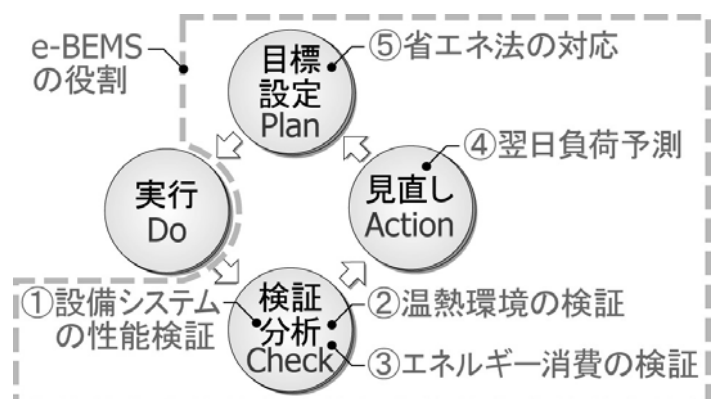 e-BEMS
の役割
目標
設定
Plan
⑤省エネ法の対応
④翌日負荷予測
実行
Do
見直し
Action
①設備システム
の性能検証
検証
分析
Check
②温熱環境の検証
③エネルギー消費の検証